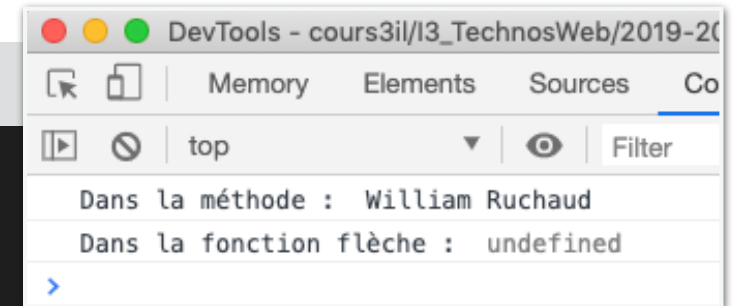 DevTools - cours3il/I3_TechnosWeb/2019-20
Memory Elements Sources Co
top Filter
Dans la méthode : William Ruchaud
Dans la fonction flèche : undefined
>